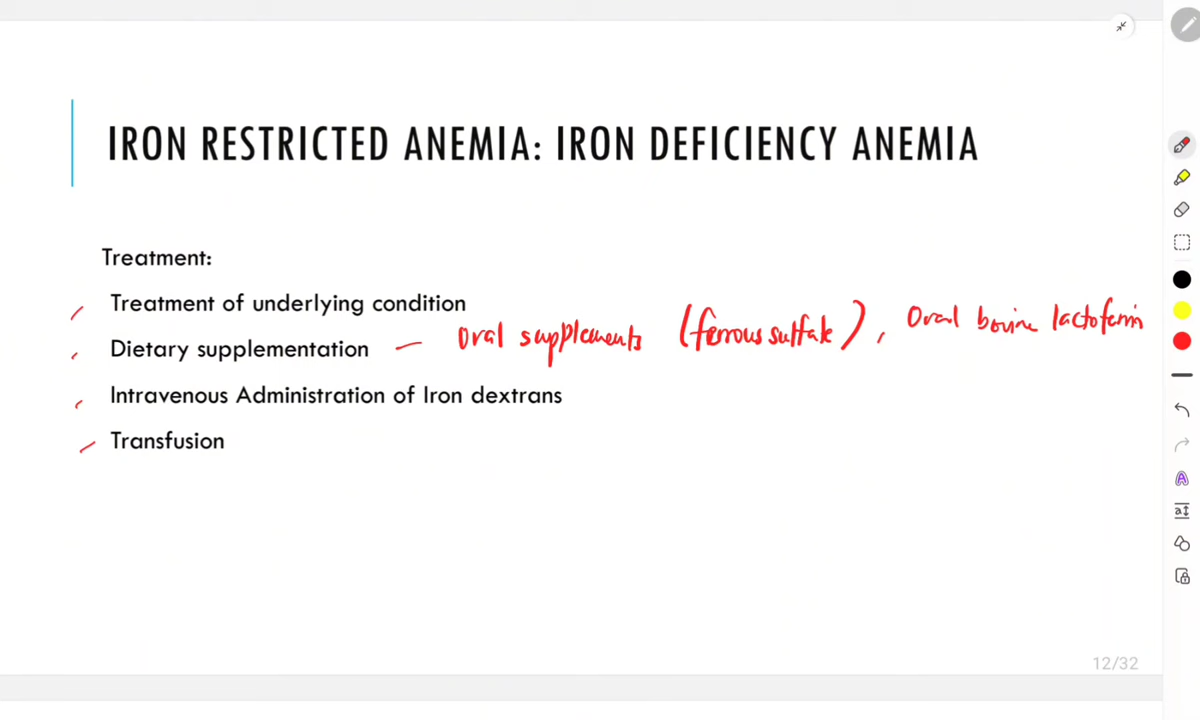 IRON RESTRICTED ANEMIA: IRON DEFICIENCY ANEMIA
Treatment:
Treatment of underlying condition
Dietary supplementation — Oral supplements (ferrous sulfate), Oral bovine lactoferrin
Intravenous Administration of Iron dextrans
Transfusion
12/32